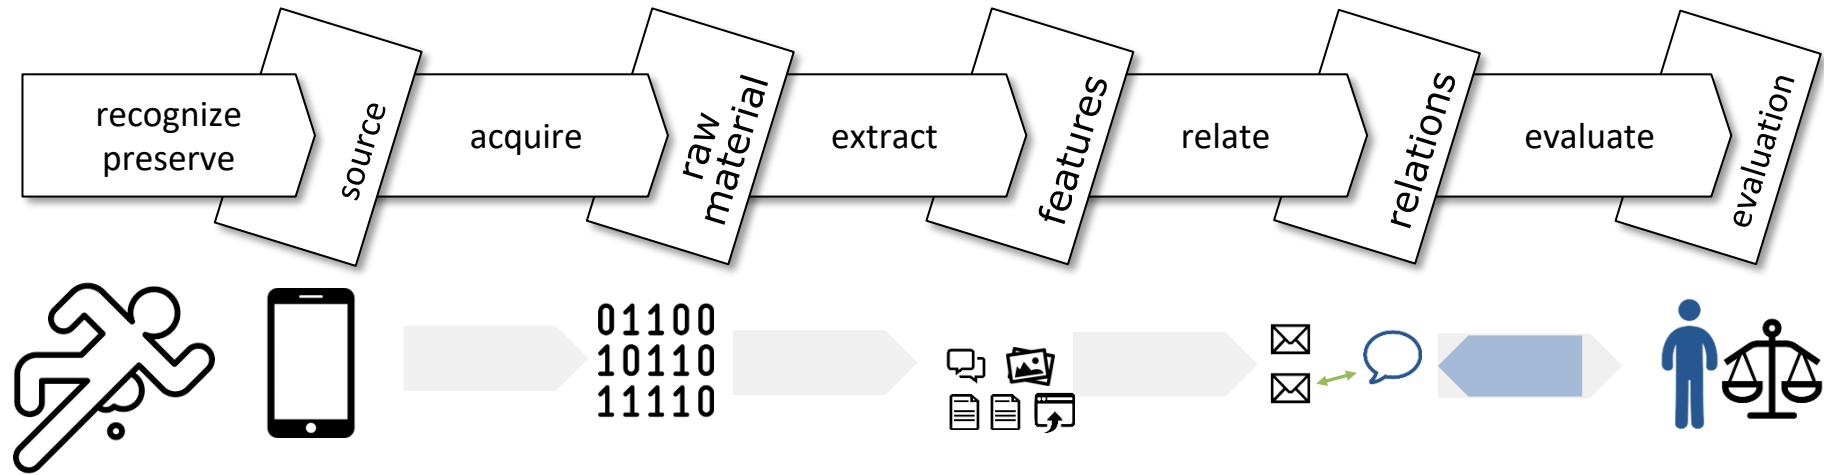 recognize
preserve
source
acquire
raw
material
extract
features
relate
relations
evaluate
evaluation
01100
10110
11110